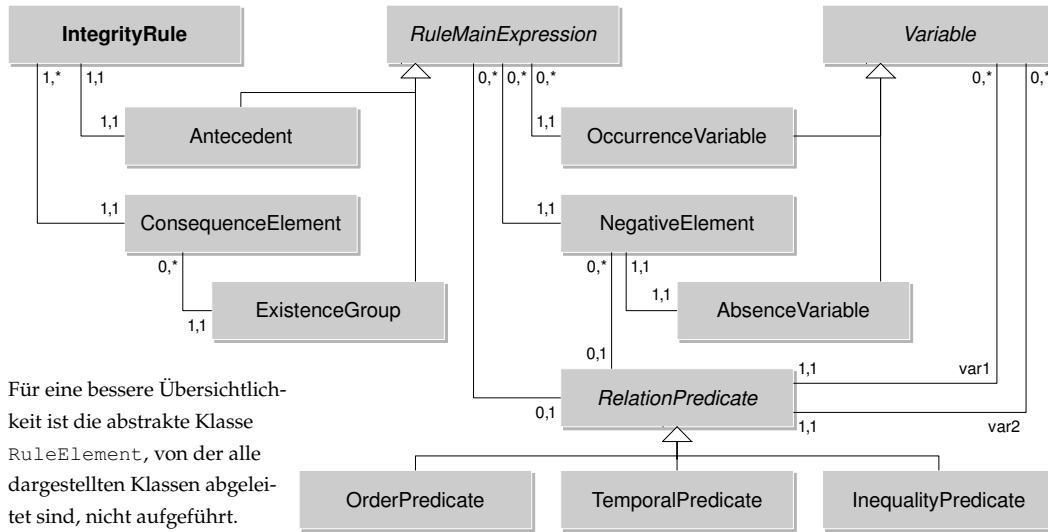 IntegrityRule
RuleMainExpression
Variable
1,* 1,1
0,* 0,* 0,*
0,* 0,*
1,1
Antecedent
1,1
OccurrenceVariable
1,1
ConsequenceElement
1,1
NegativeElement
0,*
0,* 1,1
1,1
ExistenceGroup
1,1
AbsenceVariable
0,1
1,1
var1
0,1
RelationPredicate
1,1
var2
Für eine bessere Übersichtlich-
keit ist die abstrakte Klasse
RuleElement, von der alle
dargestellten Klassen abgelei-
tet sind, nicht aufgeführt.
OrderPredicate
TemporalPredicate
InequalityPredicate